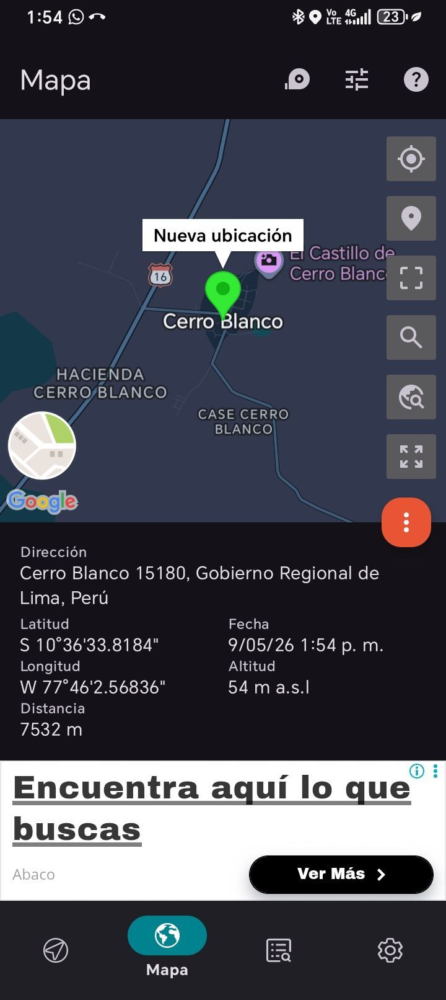 1:54
Vo
LTE
4G
23
Mapa
Nueva ubicación
El Castillo de
Cerro Blanc
16
Cerro Blanco
HACIENDA
CERRO BLANCO
CASE CERRO
BLANCO
Google
Dirección
Cerro Blanco 15180, Gobierno Regional de
Lima, Perú
Latitud
Fecha
S 10°36'33.8184"
9/05/26 1:54 p. m.
Longitud
Altitud
W 77°46'2.56836"
54 m a.s.l
Distancia
7532 m
Encuentra aquí lo que
buscas
Abaco
Ver Más
Mapa